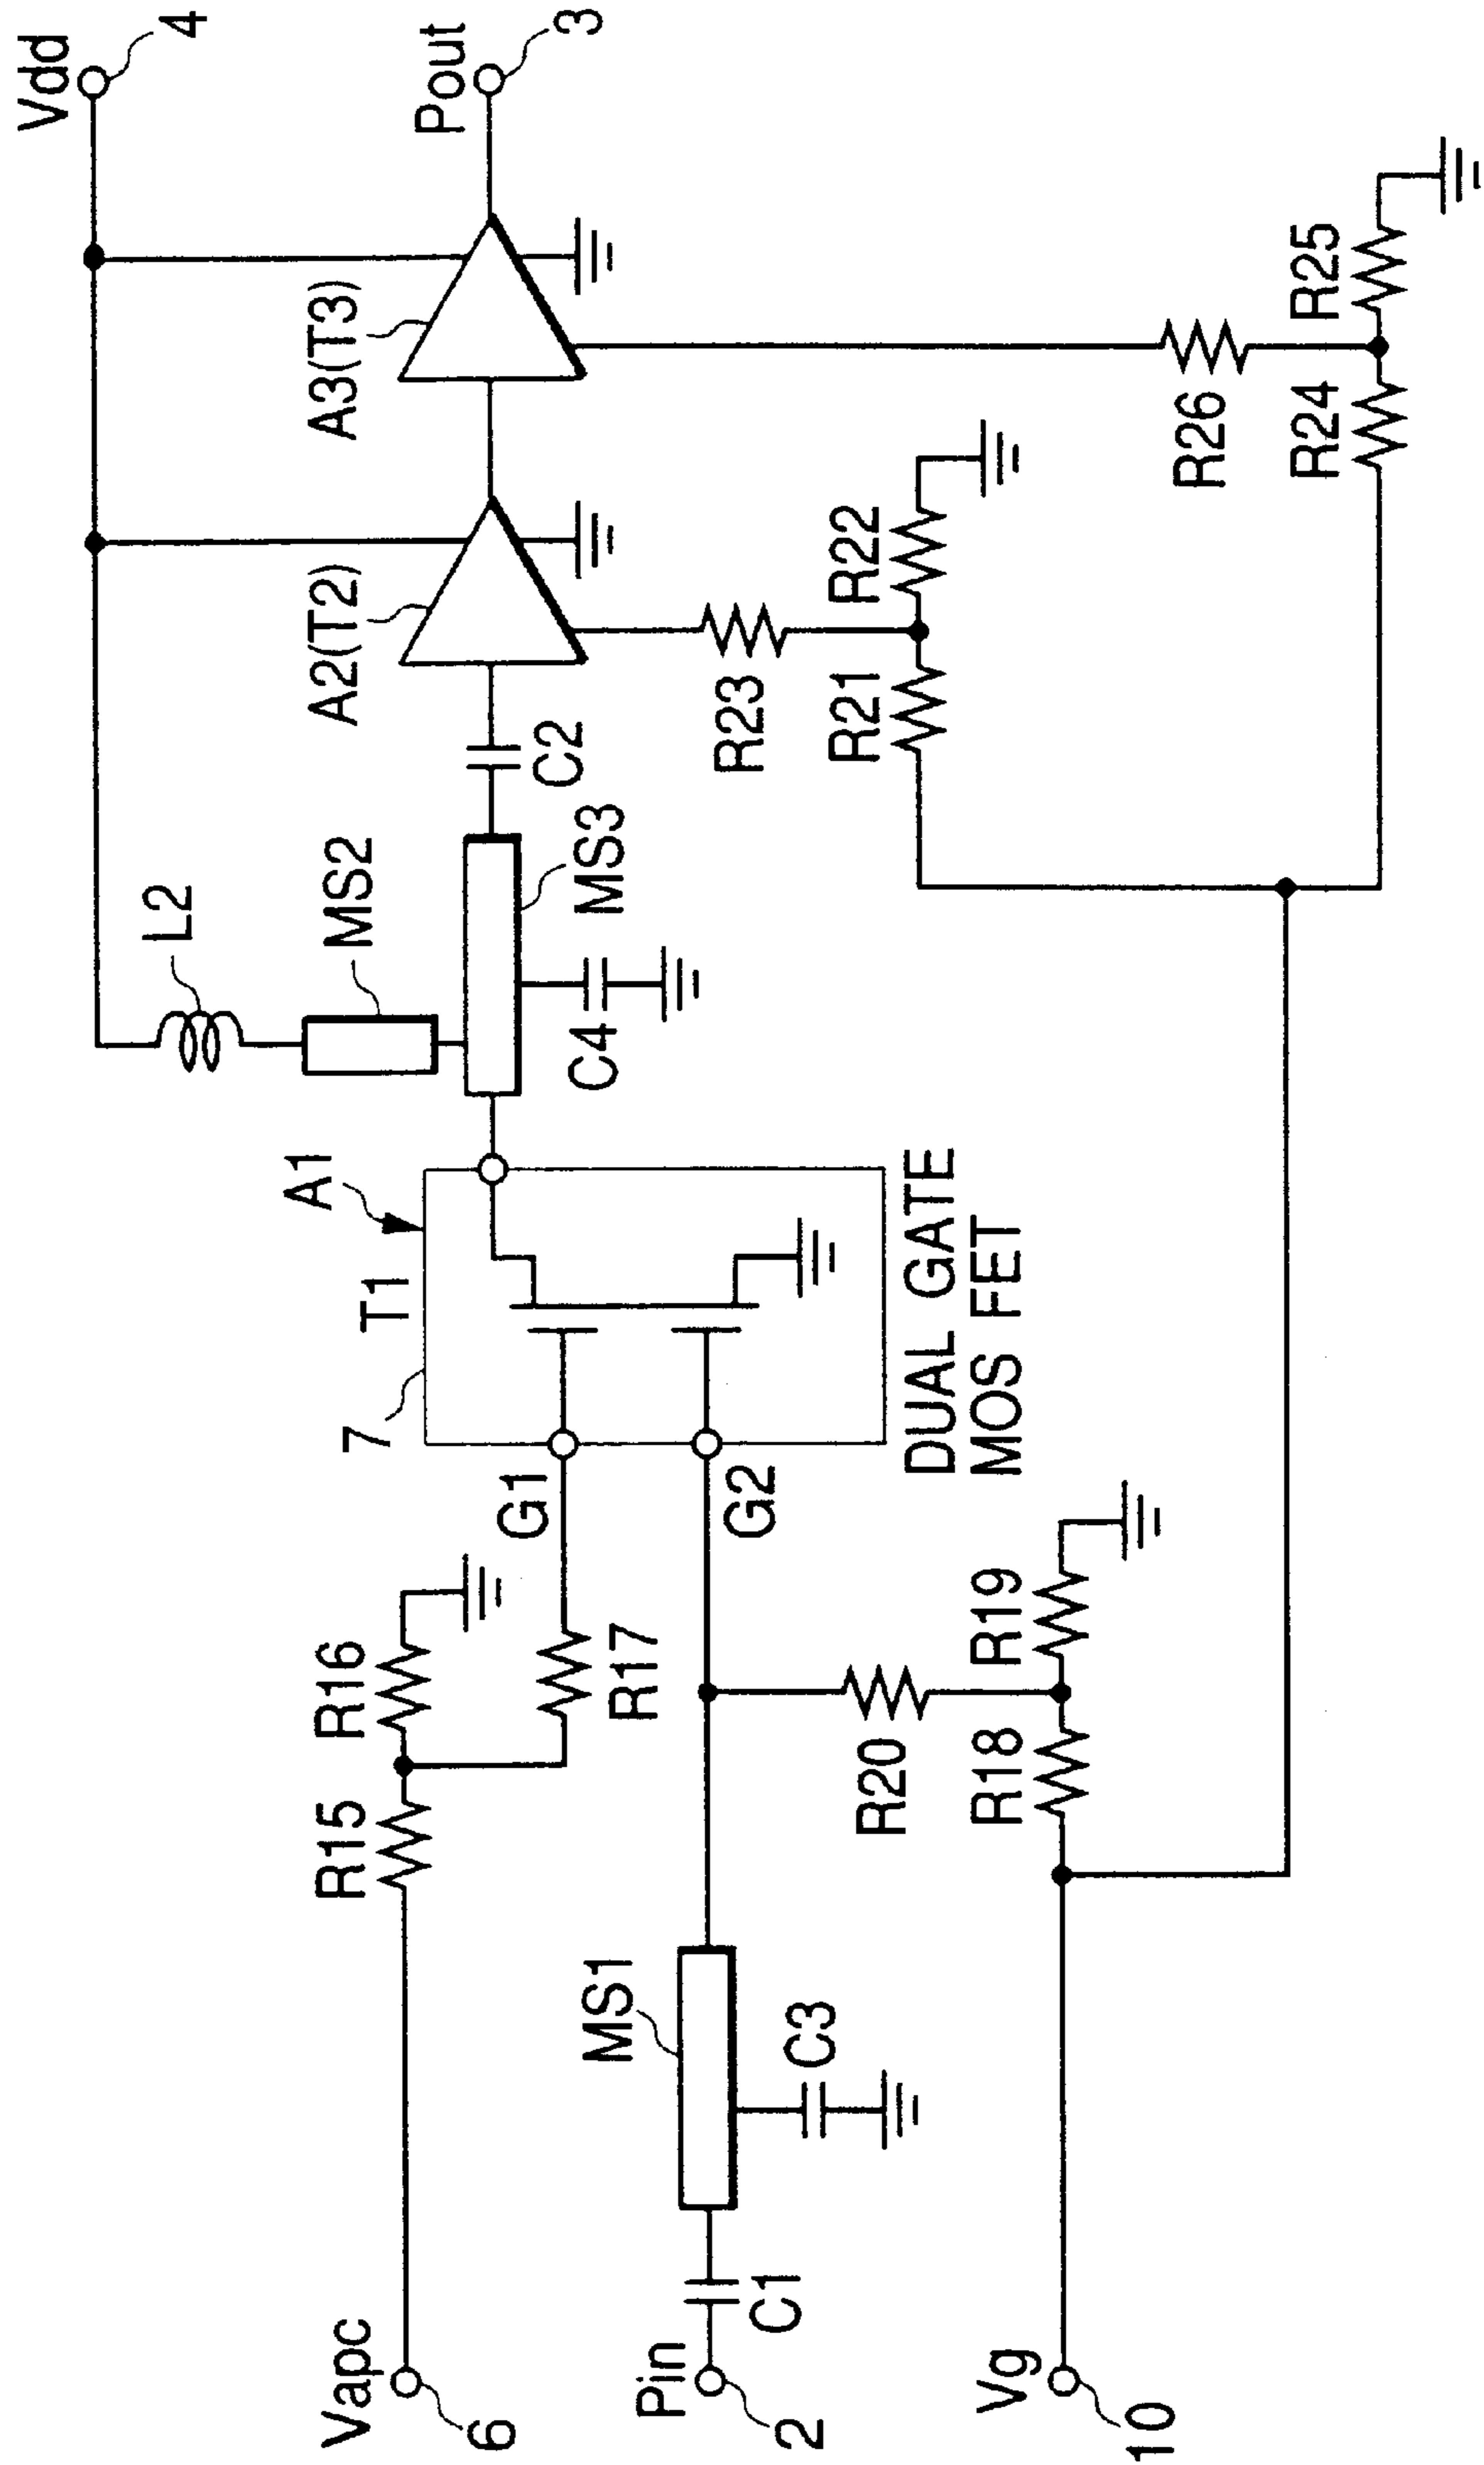 Vdd
4
Pout
3
A3(T3)
A2(T2)
L2
MS2
MS3
C2
C4
A1
T1
7
G1
G2
DUAL GATE
MOS FET
R16
R15
R17
Vapc
6
MS1
C3
Pin
C1
2
R20
R19
R18
Vg
10
R23
R22
R21
R26
R25
R24